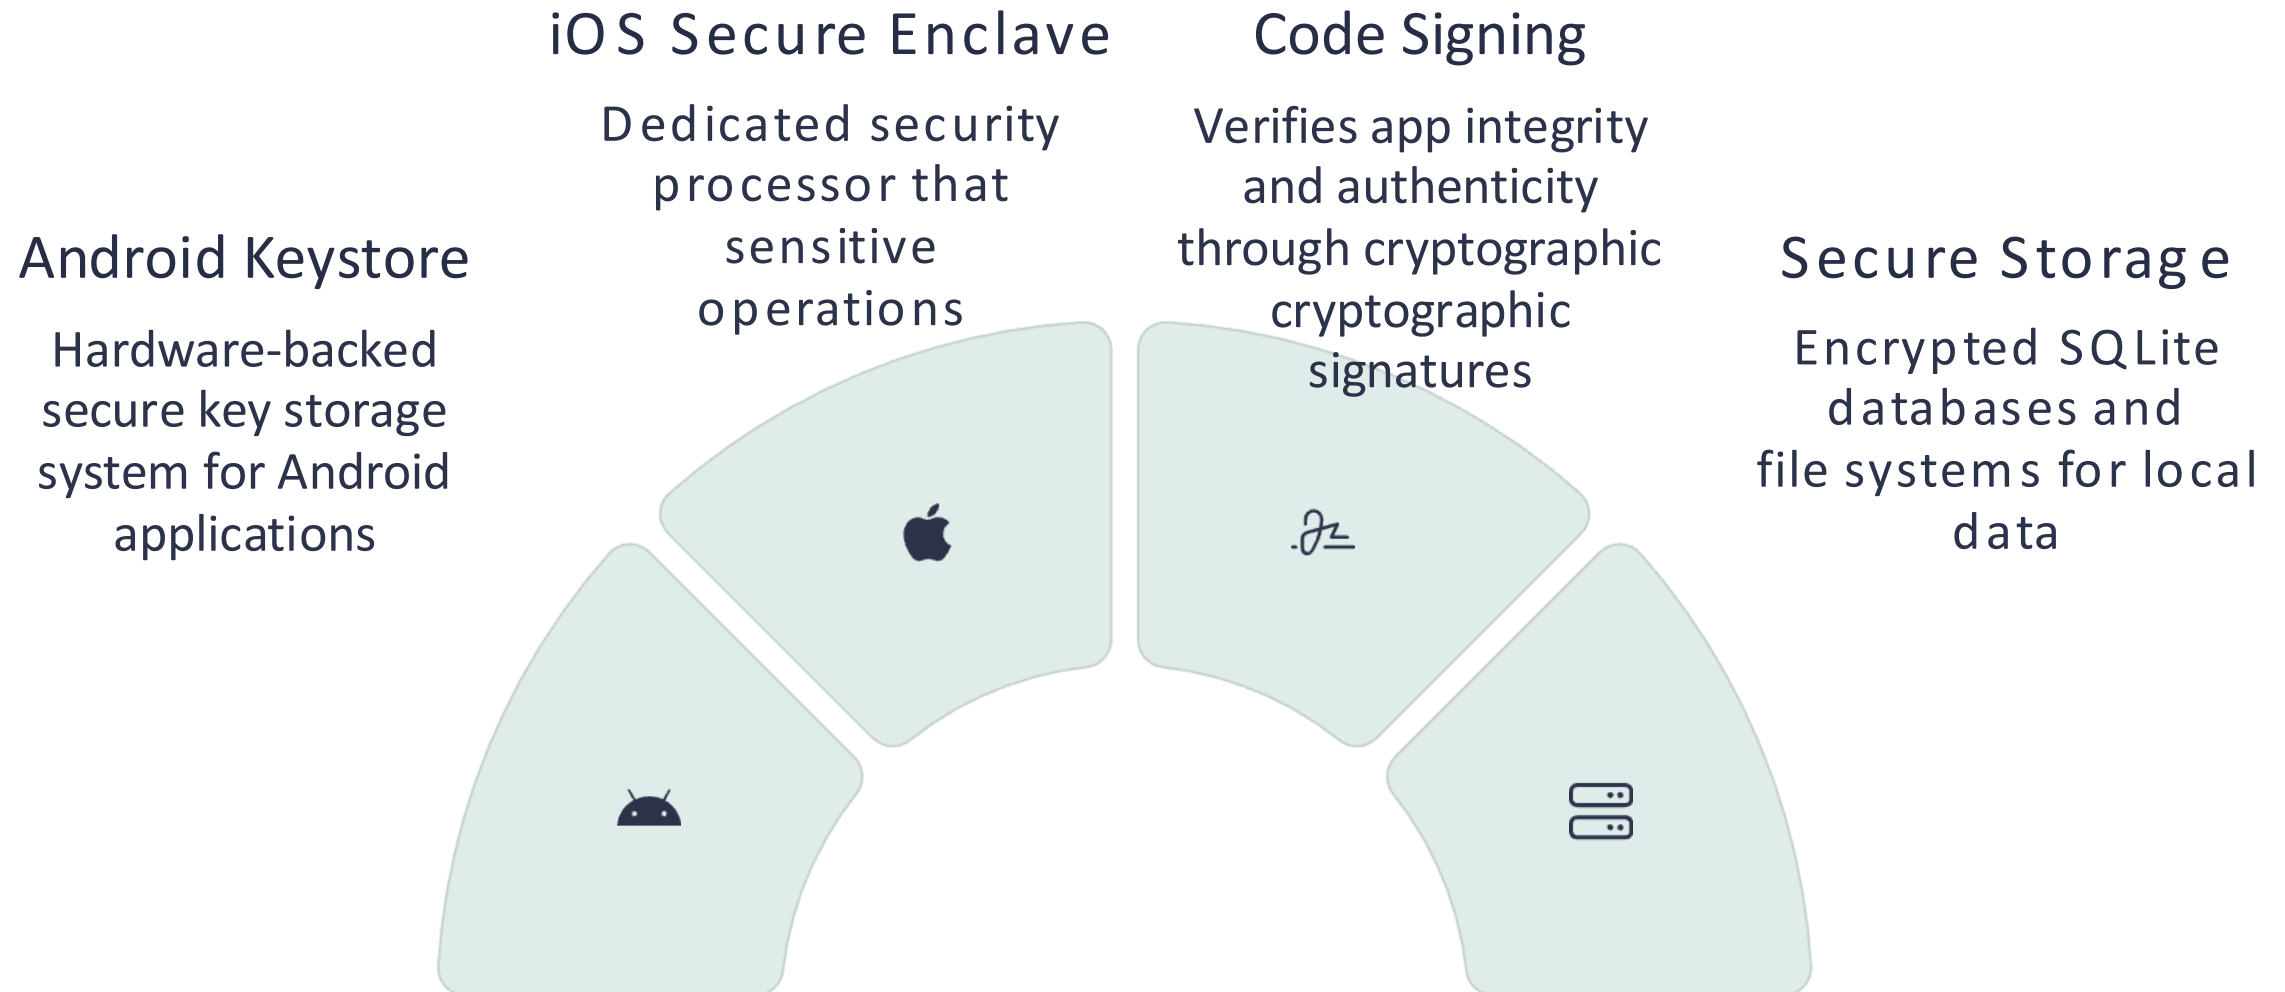 Android Keystore
Hardware-backed
secure key storage
system for Android
applications
iOS Secure Enclave
Dedicated security
processor that
sensitive
operations
Code Signing
Verifies app integrity
and authenticity
through cryptographic
cryptographic
signatures
Secure Storage
Encrypted SQLite
databases and
file systems for local
data